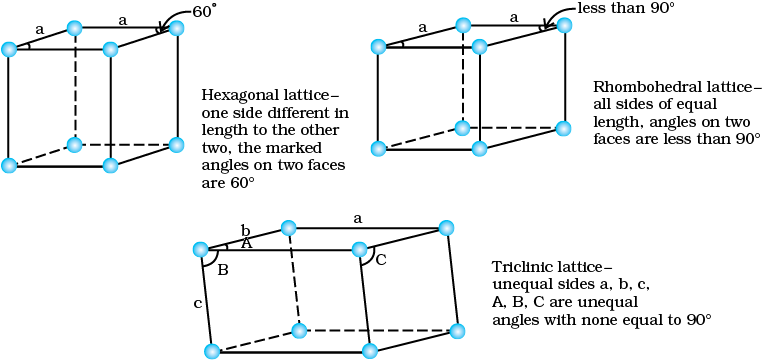 60°
a
a
Hexagonal lattice–
one side different in
length to the other
two, the marked
angles on two faces
are 60°
less than 90°
a
a
Rhombohedral lattice–
all sides of equal
length, angles on two
faces are less than 90°
a
b
A
B
C
c
Triclinic lattice–
unequal sides a, b, c,
A, B, C are unequal
angles with none equal to 90°